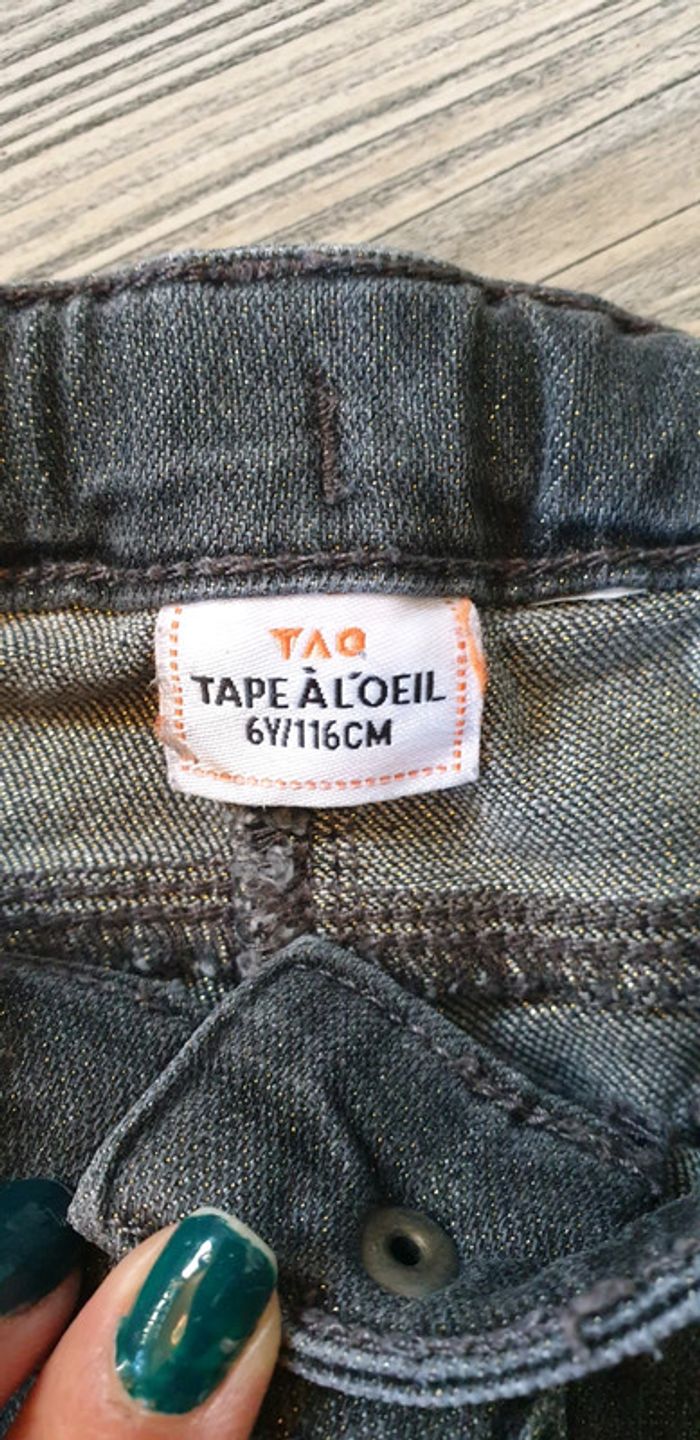 TAO
TAPE À L'OEIL
6Y/116CM